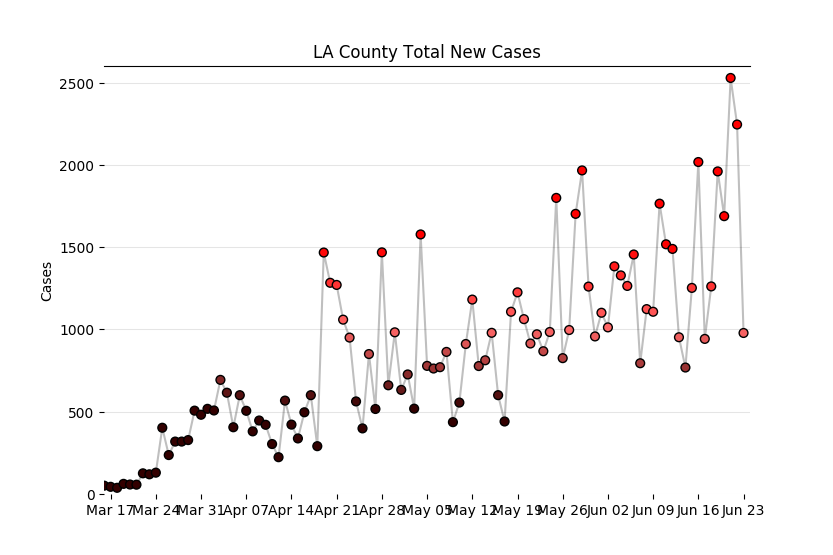 LA County Total New Cases
2500
2000
1500
1000
500
0
Cases
Mar 17 Mar 24 Mar 31 Apr 07 Apr 14 Apr 21 Apr 28 May 05 May 12 May 19 May 26 Jun 02 Jun 09 Jun 16 Jun 23